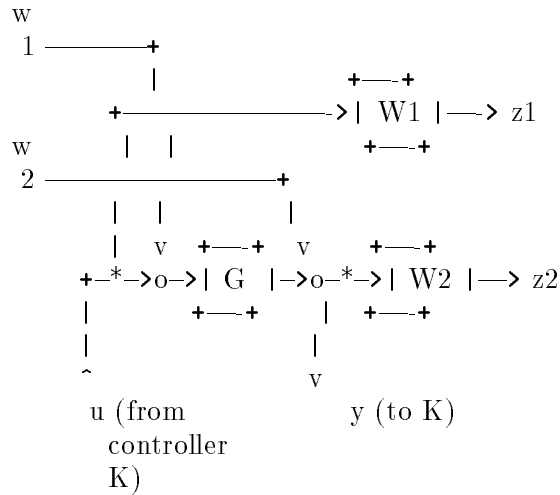 w
1 ————————+
|
+——-+
+————————————————-->| W1 |——-> z1
w
| | +——-+
2 ————————————————+
| | |
| v +——-+ v +——-+
+-*-->o-->| G |-->o-*-->| W2 |——-> z2
| +——-+ | +——-+
| |
^ v
u (from y (to K)
controller
K)